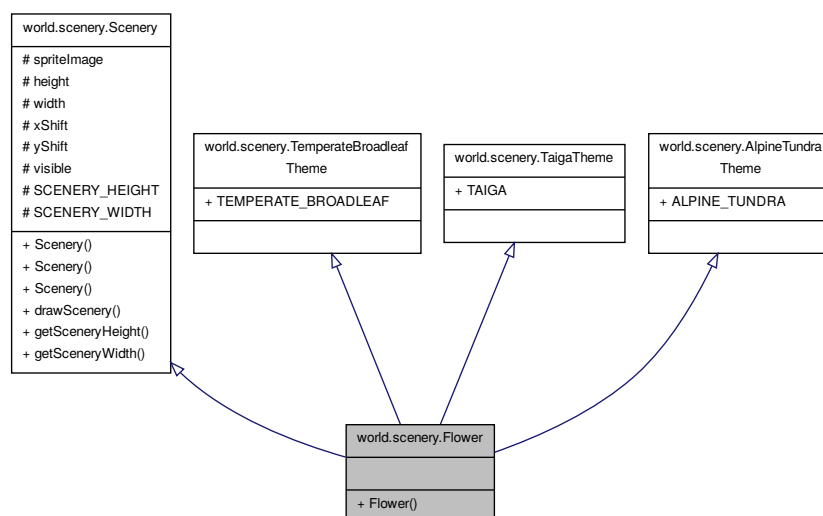 world.scenery.Scenery
# spriteImage
# height
# width
# xShift
# yShift
# visible
# SCENERY_HEIGHT
# SCENERY_WIDTH
+ Scenery()
+ Scenery()
+ Scenery()
+ drawScenery()
+ getSceneryHeight()
+ getSceneryWidth()
world.scenery.TemperateBroadleaf
Theme
+ TEMPERATE_BROADLEAF
world.scenery.TaigaTheme
+ TAIGA
world.scenery.AlpineTundra
Theme
+ ALPINE_TUNDRA
world.scenery.Flower
+ Flower()